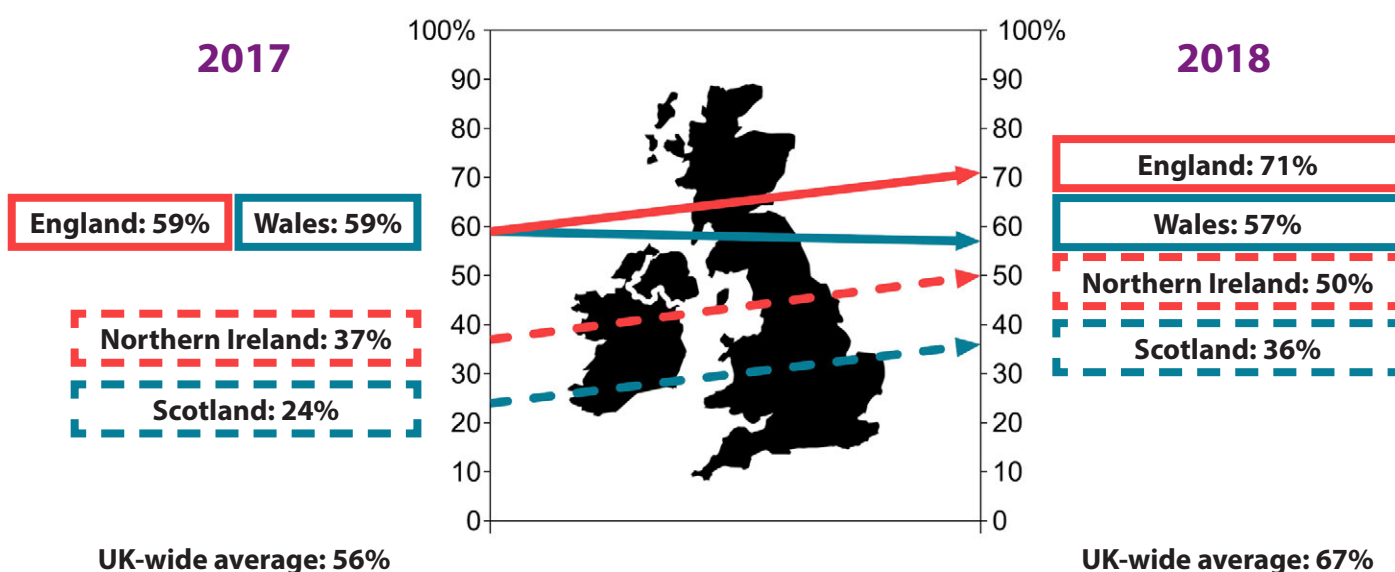 2017
England: 59%
Wales: 59%
Northern Ireland: 37%
Scotland: 24%
UK-wide average: 56%
100%
90
80
70
60
50
40
30
20
10
0
100%
90
80
70
60
50
40
30
20
10
0
2018
England: 71%
Wales: 57%
Northern Ireland: 50%
Scotland: 36%
UK-wide average: 67%